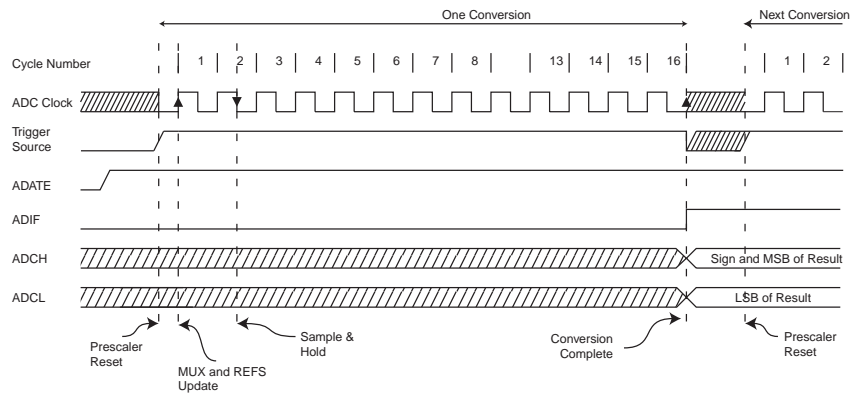 One Conversion Next Conversion
Cycle Number 1 2 3 4 5 6 7 8 13 14 15 16 1 2
ADC Clock
Trigger
Source
ADATE
ADIF
ADCH Sign and MSB of Result
ADCL LSB of Result
Prescaler
Reset
MUX and REFS
Update
Sample &
Hold
Conversion
Complete
Prescaler
Reset